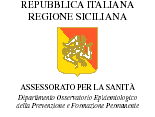 REPUBBLICA ITALIANA
REGIONE SICILIANA
ASSESSORATO PER LA SANITÀ
Dipartimento Osservatorio Epidemiologico
della Prevenzione e Formazione Permanente